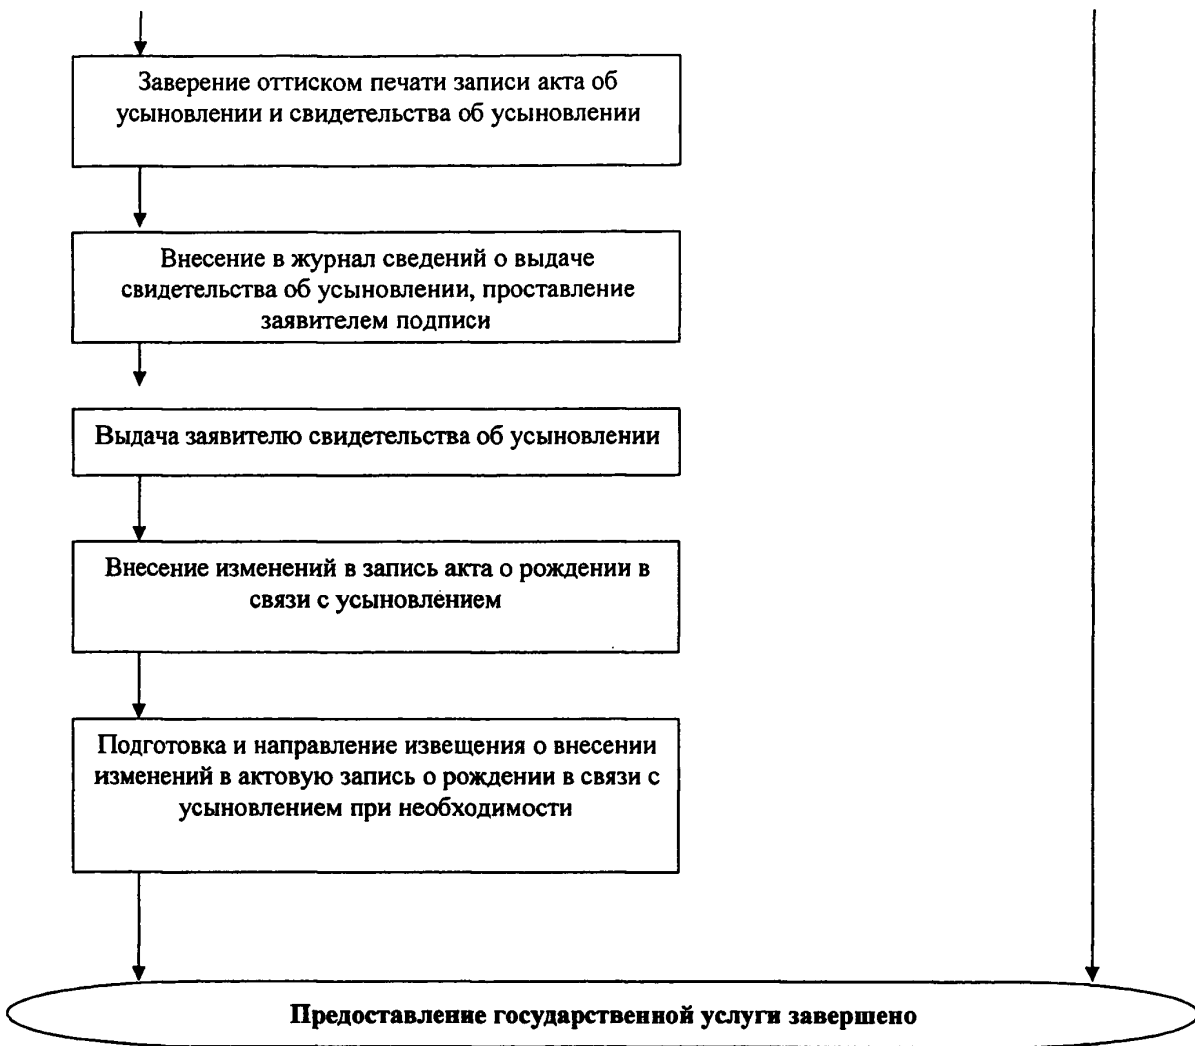 Заверение оттиском печати записи акта об
усыновлении и свидетельства об усыновлении
Внесение в журнал сведений о выдаче
свидетельства об усыновлении, проставление
заявителем подписи
Выдача заявителю свидетельства об усыновлении
Внесение изменений в запись акта о рождении в
связи с усыновлением
Подготовка и направление извещения о внесении
изменений в актовую запись о рождении в связи с
усыновлением при необходимости
Предоставление государственной услуги завершено